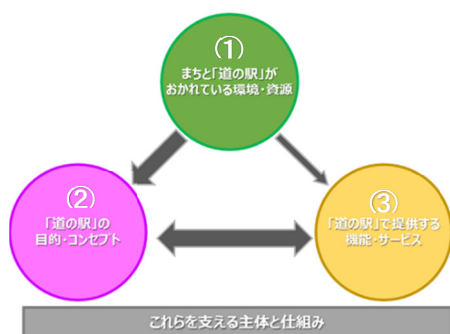 ①
まちと「道の駅」が
おかれている環境・資源
②
「道の駅」の
目的・コンセプト
③
「道の駅」で提供する
機能・サービス
これらを支える主体と仕組み